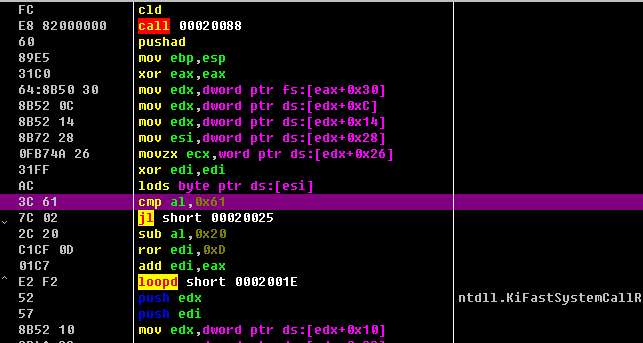 FC cld
E8 82000000 call 00020088
60 pushad
89E5 mov ebp,esp
31C0 xor eax,eax
64:8B50 30 mov edx,dword ptr fs:[eax+0x30]
8B52 0C mov edx,dword ptr ds:[edx+0xC]
8B52 14 mov edx,dword ptr ds:[edx+0x14]
8B72 28 mov esi,dword ptr ds:[edx+0x28]
0FB74A 26 movzx ecx,word ptr ds:[edx+0x26]
31FF xor edi,edi
AC lods byte ptr ds:[esi]
3C 61 cmp al,0x61
7C 02 jl short 00020025
2C 20 sub al,0x20
C1CF 0D ror edi,0xD
01C7 add edi,eax
E2 F2 loopd short 0002001E
52 push edx ntdll.KiFastSystemCallR
57 push edi
8B52 10 mov edx,dword ptr ds:[edx+0x10]